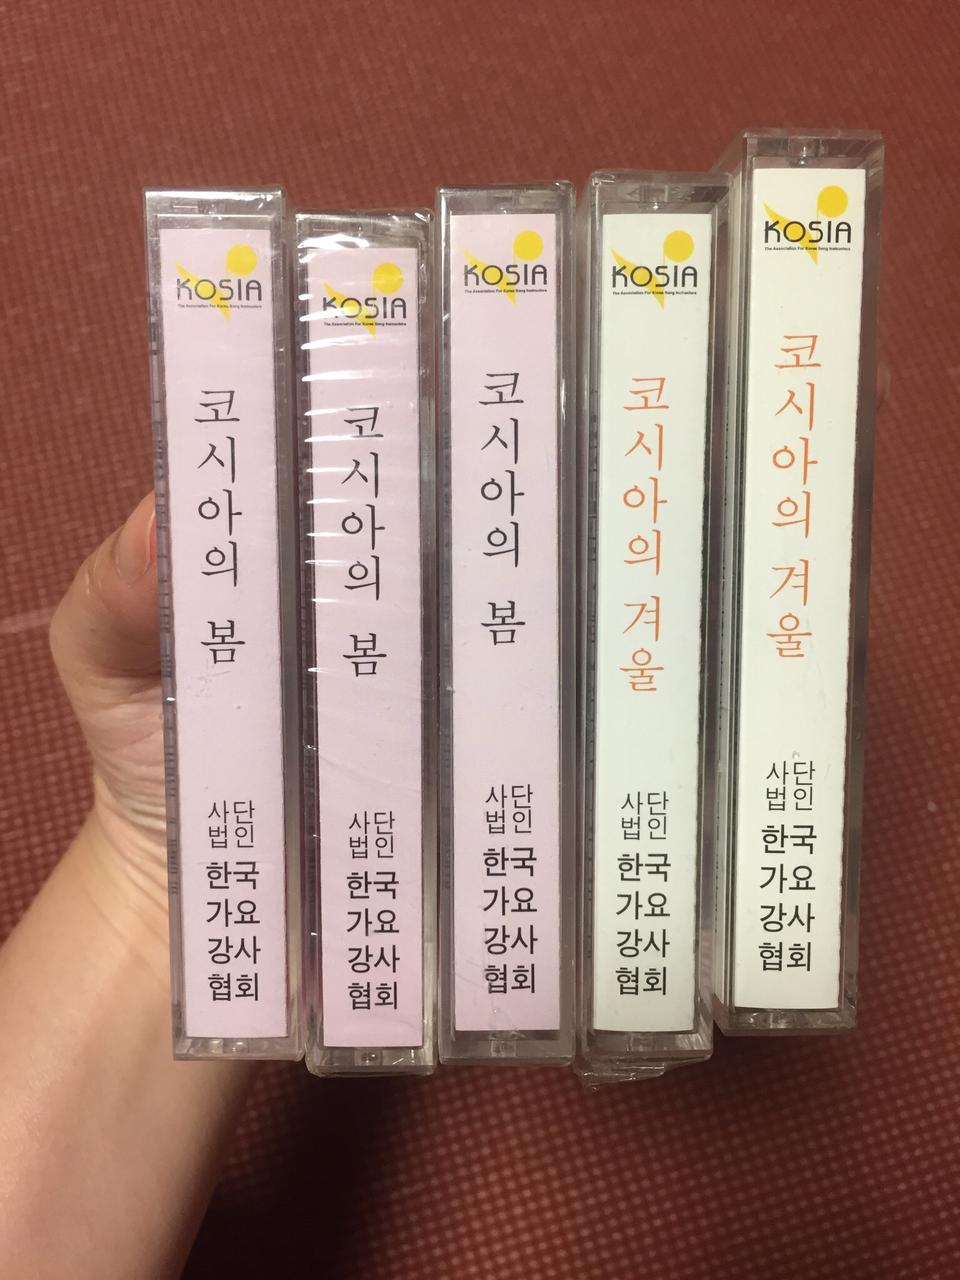 KOSIA
The Association For Korea Song Instructors
코시아의 봄
사단
법인
한국
가요
강사
협회
KOSIA
The Association For Korea Song Instructors
코시아의 봄
사단
법인
한국
가요
강사
협회
KOSIA
The Association For Korea Song Instructors
코시아의 봄
사단
법인
한국
가요
강사
협회
KOSIA
The Association For Korea Song Instructors
코시아의 겨울
사단
법인
한국
가요
강사
협회
KOSIA
The Association For Korea Song Instructors
코시아의 겨울
사단
법인
한국
가요
강사
협회